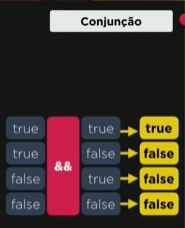 Conjunção
true true true
true false false
&&
false true false
false false false